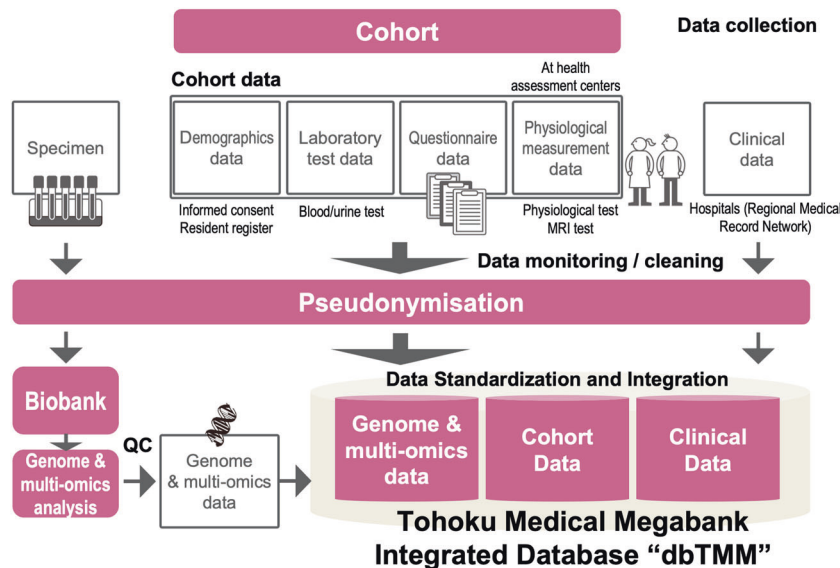 Cohort
Data collection
Cohort data
At health
assessment centers
Specimen
Demographics
data
Laboratory
test data
Questionnaire
data
Physiological
measurement
data
Clinical
data
Informed consent
Resident register
Blood/urine test
Physiological test
MRI test
Hospitals (Regional Medical
Record Network)
Data monitoring / cleaning
Pseudonymisation
Data Standardization and Integration
Biobank
Genome &
multi-omics
analysis
QC
Genome
& multi-omics
data
Genome &
multi-omics
data
Cohort
Data
Clinical
Data
Tohoku Medical Megabank
Integrated Database “dbTMM”